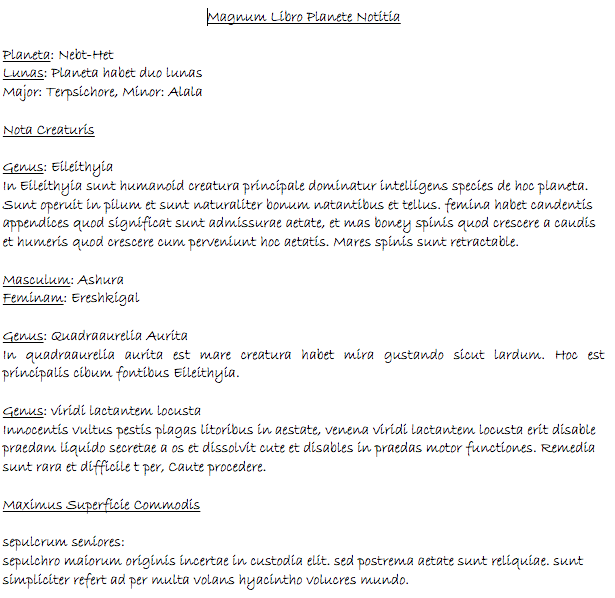 Magnum Libro Planete Notitia
Planeta: Nebt-Het
Lunas: Planeta habet duo lunas
Major: Terpsichore, Minor: Alala
Nota Creaturis
Genus: Eileithyia
In Eileithyia sunt humanoid creatura principale dominatur intelligens species de hoc planeta.
Sunt operuit in pilum et sunt naturaliter bonum natantibus et tellus. femina habet candentis
appendices quod significat sunt admissurae aetate, et mas boney spinis quod crescere a caudis
et humeris quod crescere cum perveniunt hoc aetatis. Mares spinis sunt retractable.
Masculum: Ashura
Feminam: Ereshkigal
Genus: Quadraaurelia Aurita
In quadraaurelia aurita est mare creatura habet mira gustando sicut lardum. Hoc est
principalis cibum fontibus Eileithyia.
Genus: viridi lactantem locusta
Innocentis vultus pestis plagas litoribus in aestate, venena viridi lactantem locusta erit disable
praedam liquido secretae a os et dissolvit cute et disables in praedas motor functiones. Remedia
sunt rara et difficile t per, Caute procedere.
Maximus Superficie Commodis
sepulcrum seniores:
sepulchro maiorum originis incertae in custodia elit. sed postrema aetate sunt reliquiae. sunt
simpliciter refert ad per multa volans hyacintho volucres mundo.